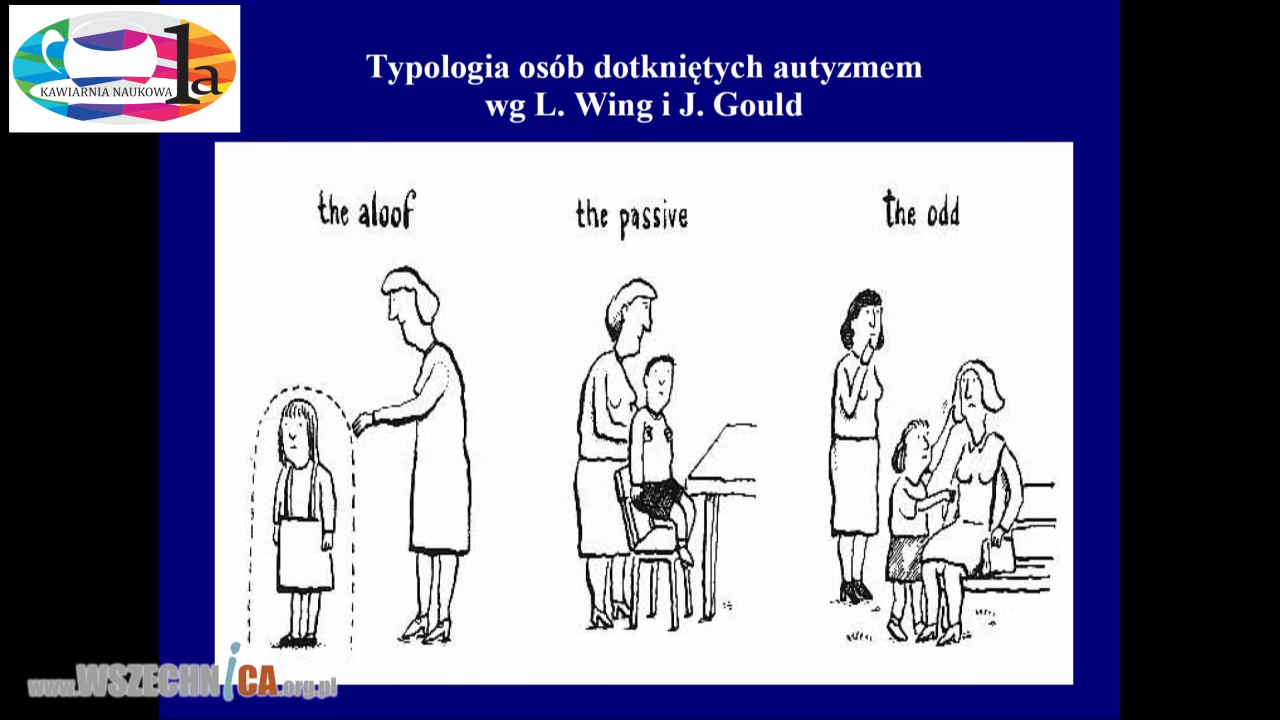 KAWIARNIA NAUKOWA 1a
Typologia osób dotkniętych autyzmem
wg L. Wing i J. Gould
the aloof
the passive
the odd
www.WSZECHNiCA.org.pl